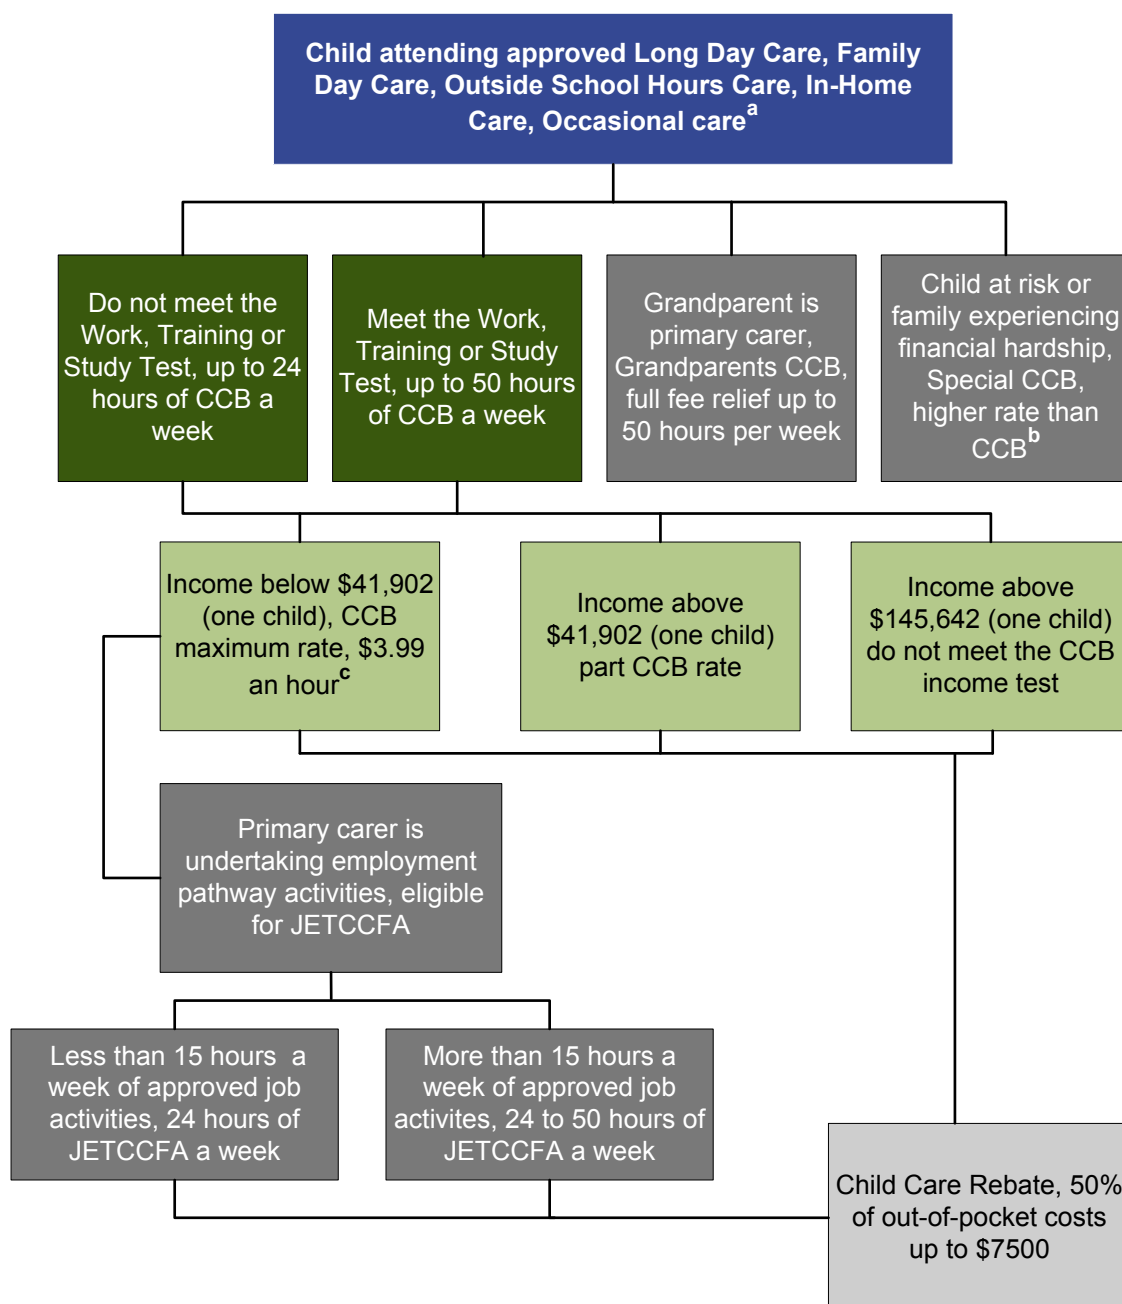 Child attending approved Long Day Care, Family
Day Care, Outside School Hours Care, In-Home
Care, Occasional care a
Do not meet the
Work, Training or
Study Test, up to 24
hours of CCB a
week
Meet the Work,
Training or Study
Test, up to 50 hours
of CCB a week
Grandparent is
primary carer,
Grandparents CCB,
full fee relief up to
50 hours per week
Child at risk or
family experiencing
financial hardship,
Special CCB,
higher rate than
CCB b
Income below $41,902
(one child), CCB
maximum rate, $3.99
an hour c
Income above
$41,902 (one child)
part CCB rate
Income above
$145,642 (one child)
do not meet the CCB
income test
Primary carer is
undertaking employment
pathway activities, eligible
for JETCCFA
Less than 15 hours a
week of approved job
activities, 24 hours of
JETCCFA a week
More than 15 hours a
week of approved job
activites, 24 to 50 hours of
JETCCFA a week
Child Care Rebate, 50%
of out-of-pocket costs
up to $7500